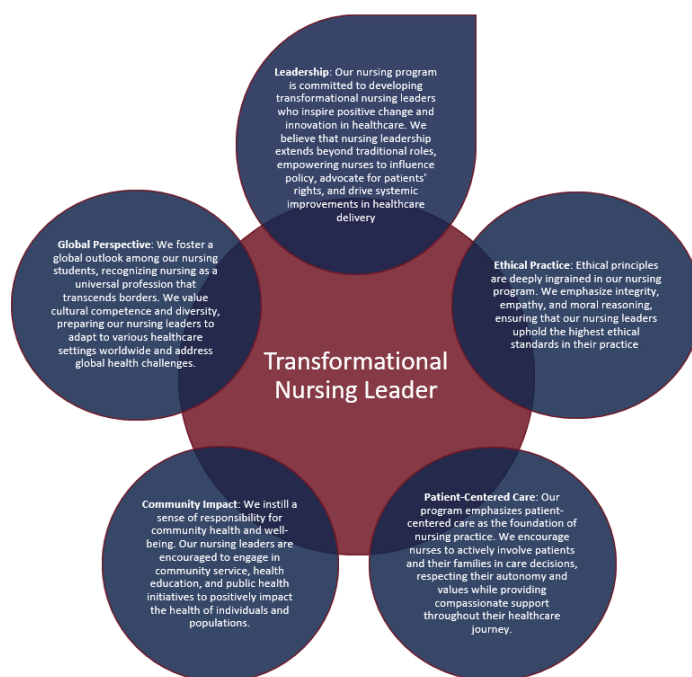 Leadership: Our nursing program
is committed to developing
transformational nursing leaders
who inspire positive change and
innovation in healthcare. We
believe that nursing leadership
extends beyond traditional roles,
empowering nurses to influence
policy, advocate for patients'
rights, and drive systemic
improvements in healthcare
delivery
Global Perspective: We foster a
global outlook among our nursing
students, recognizing nursing as a
universal profession that
transcends borders. We value
cultural competence and diversity,
preparing our nursing leaders to
adapt to various healthcare
settings worldwide and address
global health challenges.
Ethical Practice: Ethical principles
are deeply ingrained in our nursing
program. We emphasize integrity,
empathy, and moral reasoning,
ensuring that our nursing leaders
uphold the highest ethical
standards in their practice
Transformational
Nursing Leader
Community Impact: We instill a
sense of responsibility for
community health and well-
being. Our nursing leaders are
encouraged to engage in
community service, health
education, and public health
initiatives to positively impact
the health of individuals and
populations.
Patient-Centered Care: Our
program emphasizes patient-
centered care as the foundation of
nursing practice. We encourage
nurses to actively involve patients
and their families in care decisions,
respecting their autonomy and
values while providing
compassionate support
throughout their healthcare
journey.